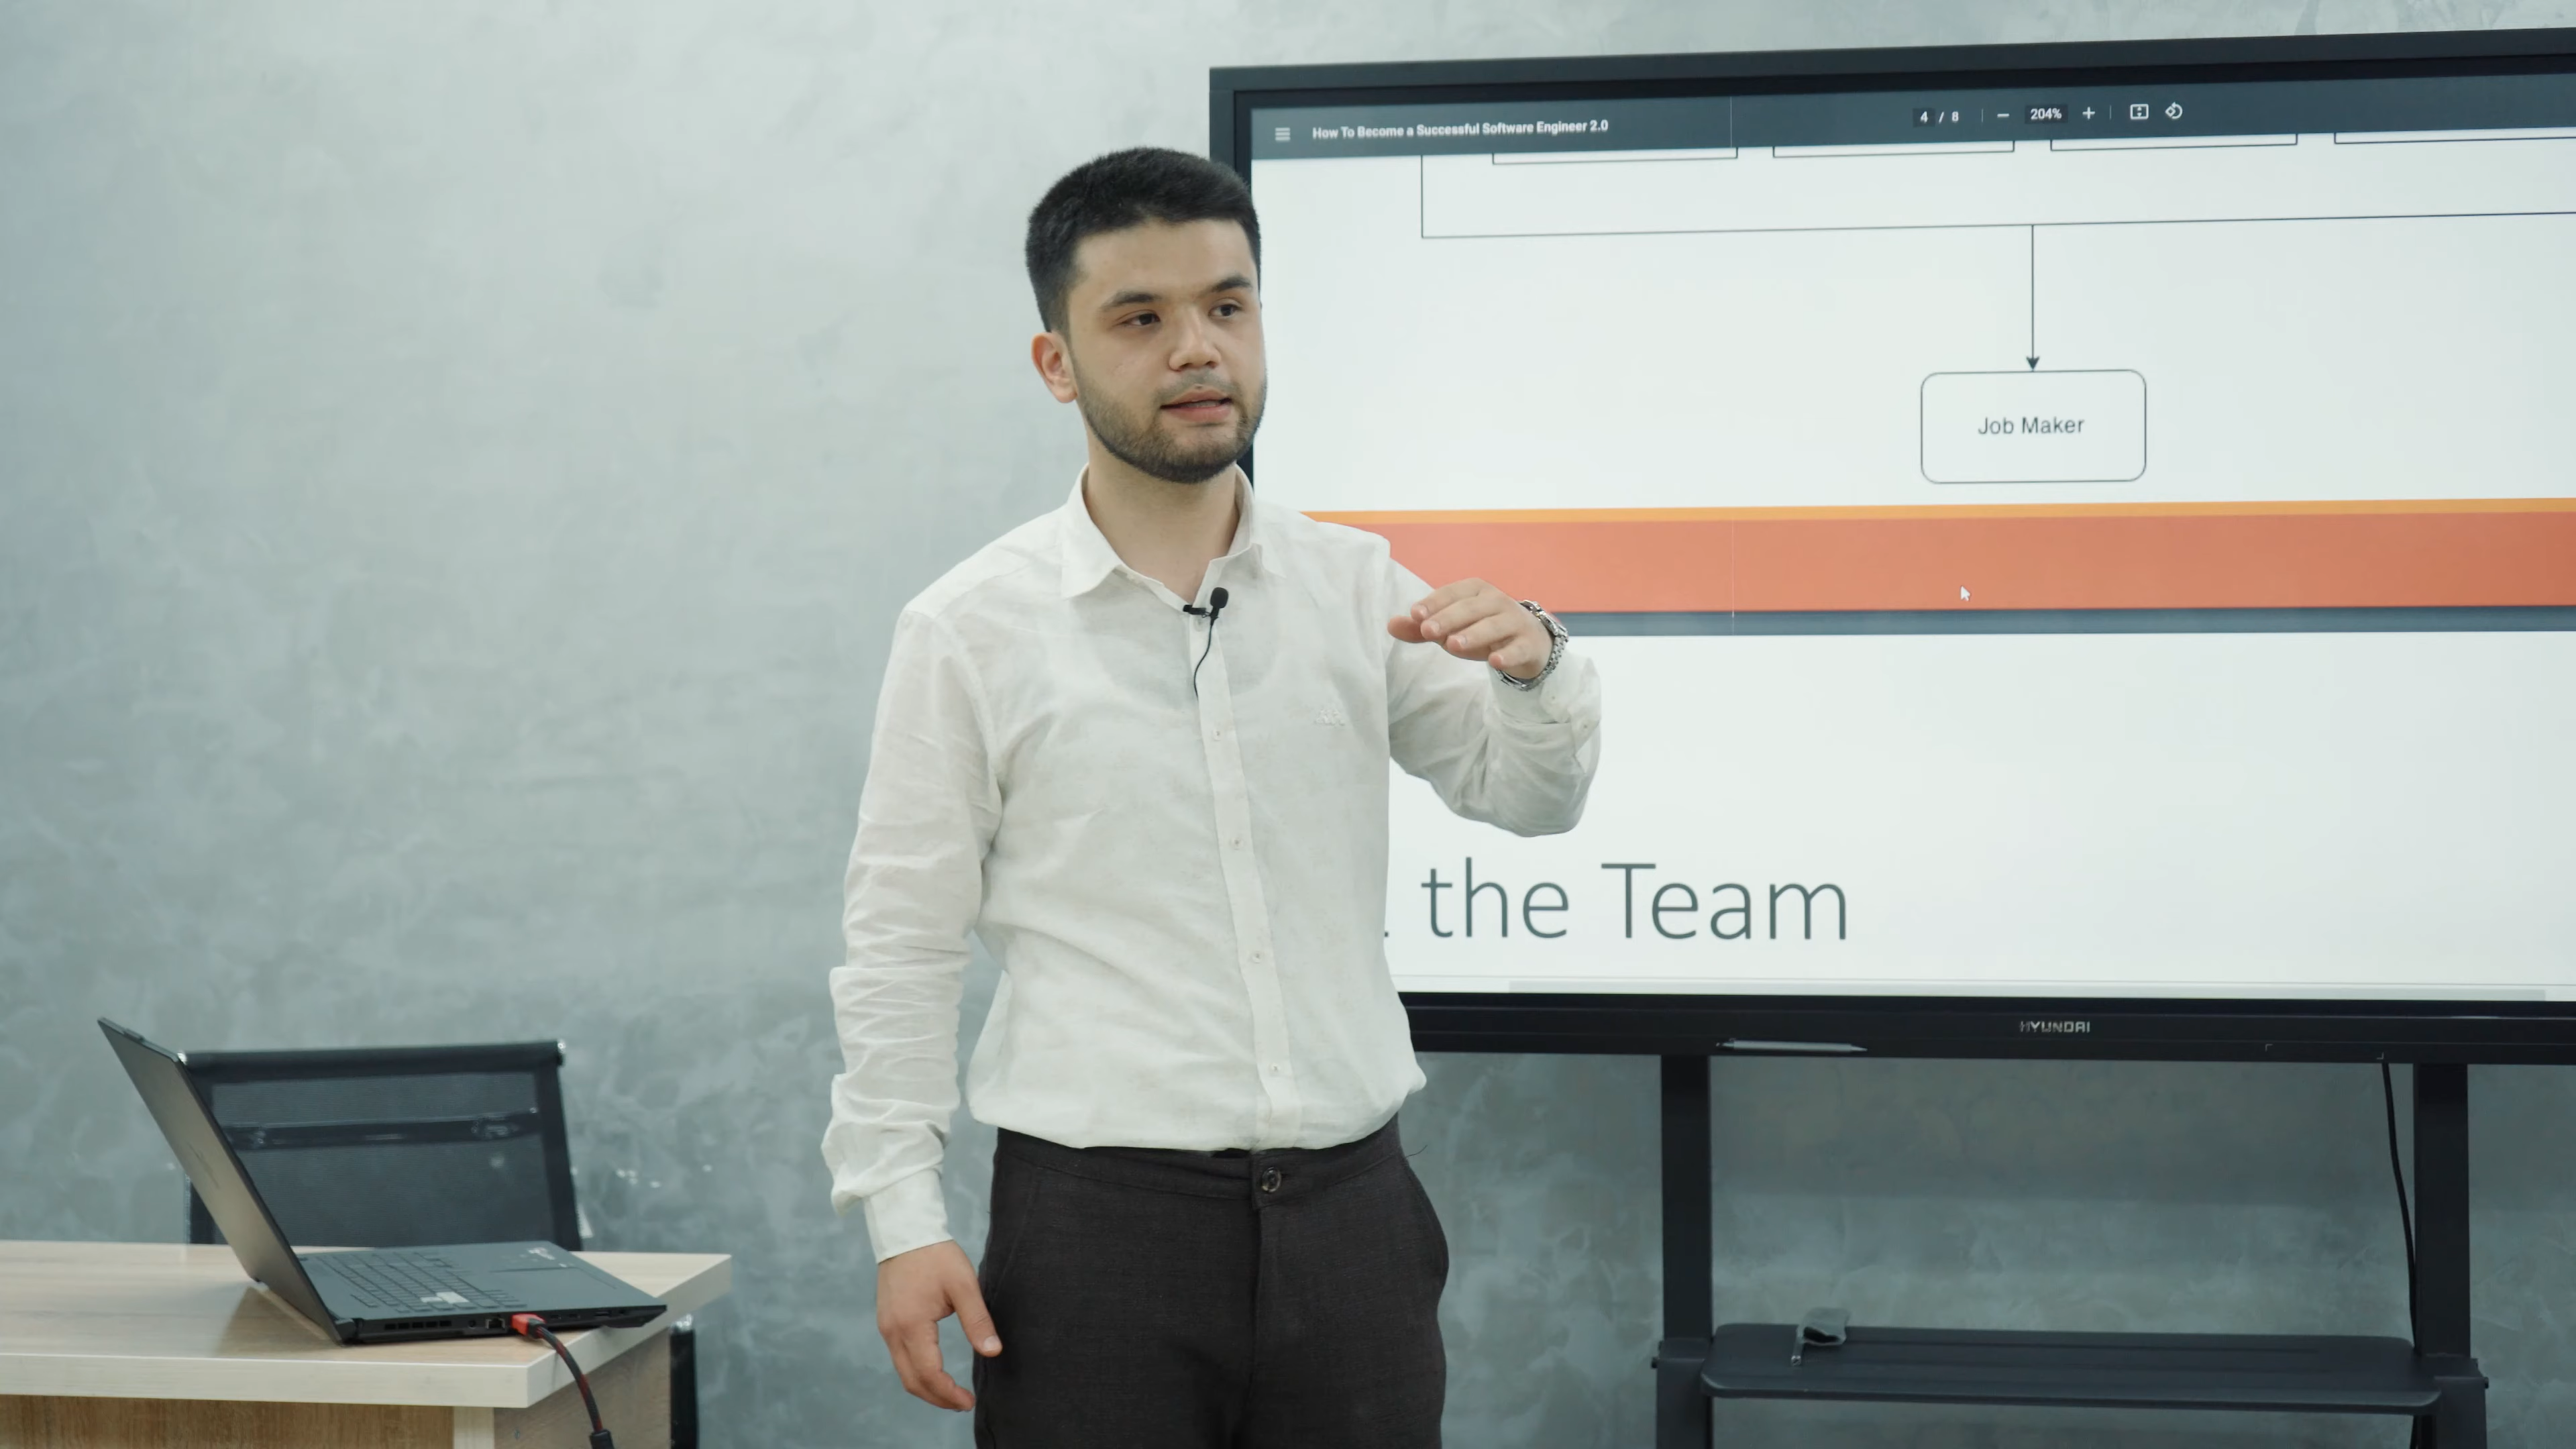 How To Become a Successful Software Engineer 2.0
4 / 8
204%
Job Maker
the Team
HYUNDAI